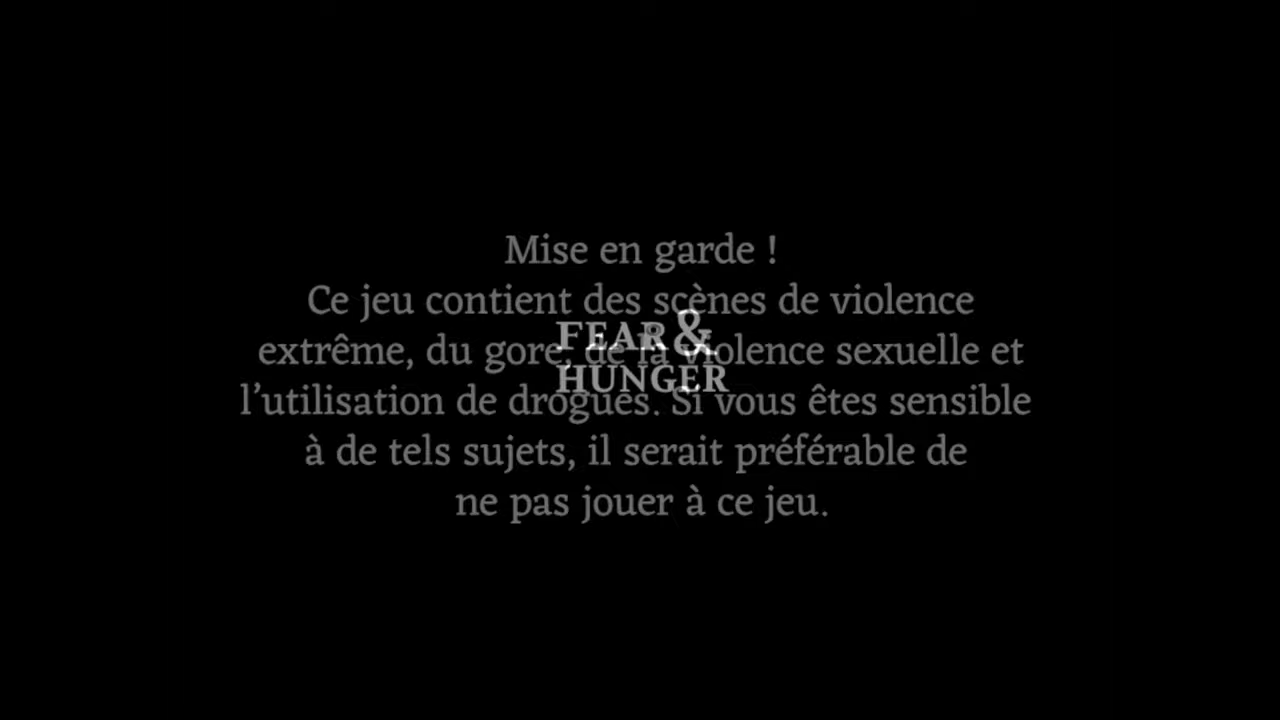 Mise en garde !
Ce jeu contient des scènes de violence
extrême, du gore, de la violence sexuelle et
l’utilisation de drogues. Si vous êtes sensible
à de tels sujets, il serait préférable de
ne pas jouer à ce jeu.
FEAR &
HUNGER